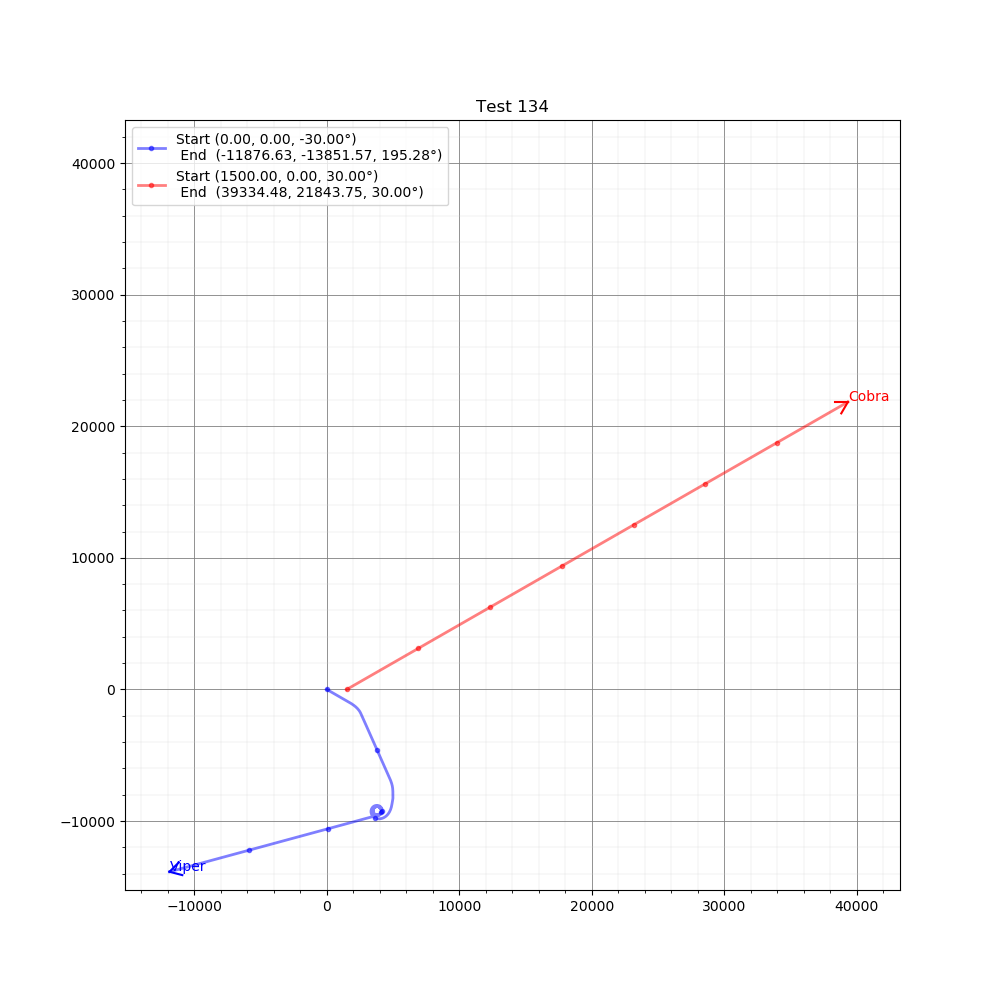 Test 134
Start (0.00, 0.00, -30.00°)
End (-11876.63, -13851.57, 195.28°)
Start (1500.00, 0.00, 30.00°)
End (39334.48, 21843.75, 30.00°)
40000
30000
20000
10000
0
−10000
Cobra
Viper
−10000
0
10000
20000
30000
40000